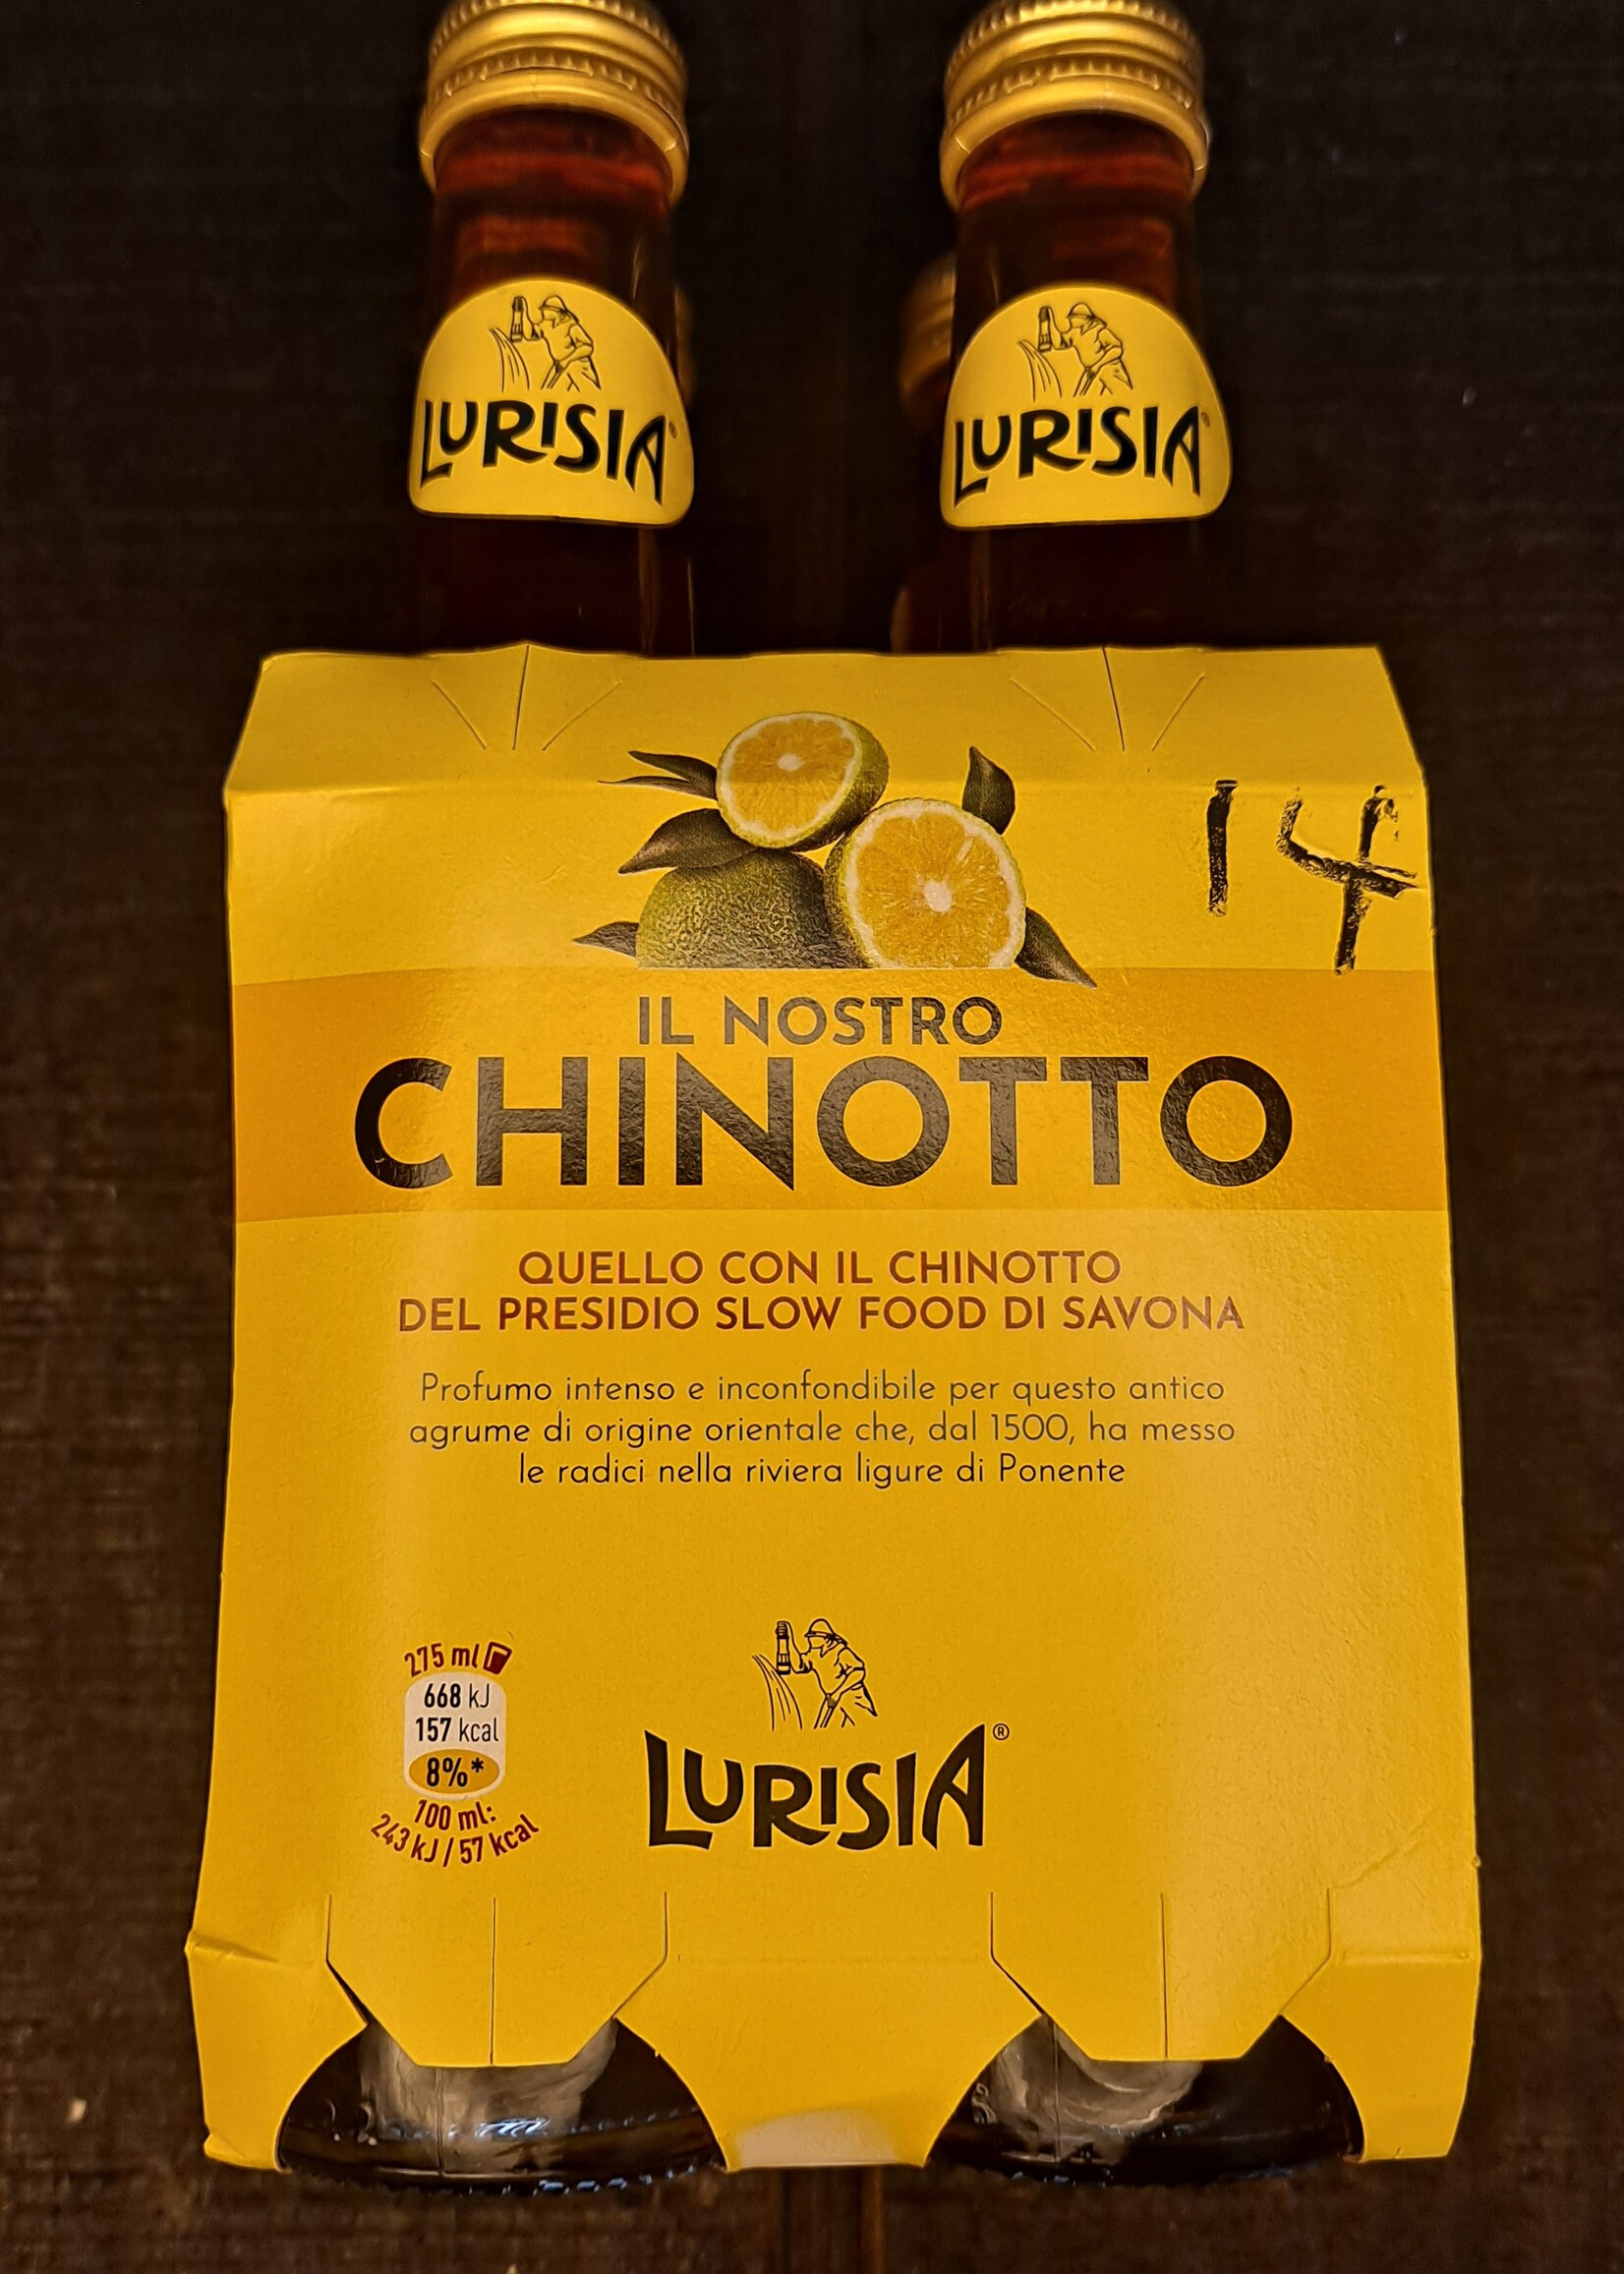 LURISIA®
LURISIA®
14
IL NOSTRO
CHINOTTO
QUELLO CON IL CHINOTTO
DEL PRESIDIO SLOW FOOD DI SAVONA
Profumo intenso e inconfondibile per questo antico
agrume di origine orientale che, dal 1500, ha messo
le radici nella riviera ligure di Ponente
275 ml
668 kJ
157 kcal
8%*
100 ml:
243 kJ / 57 kcal
LURISIA®